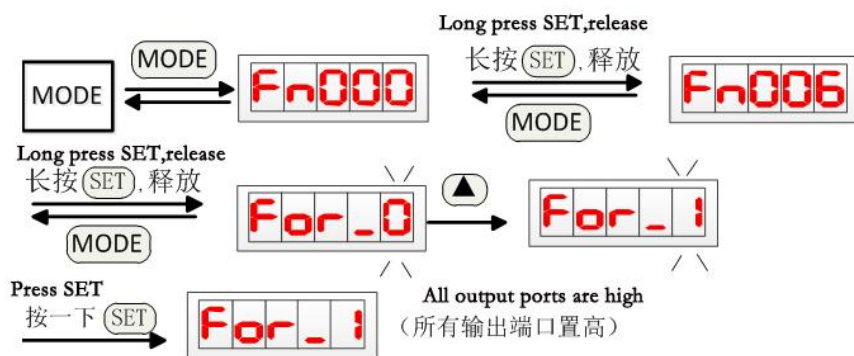 Long press SET,release
MODE
长按 SET,释放
MODE
Fn000
Fn006
MODE
Long press SET,release
长按 SET,释放
For_0
▲
For_1
MODE
Press SET
按一下 SET
For_1
All output ports are high
（所有输出端口置高）